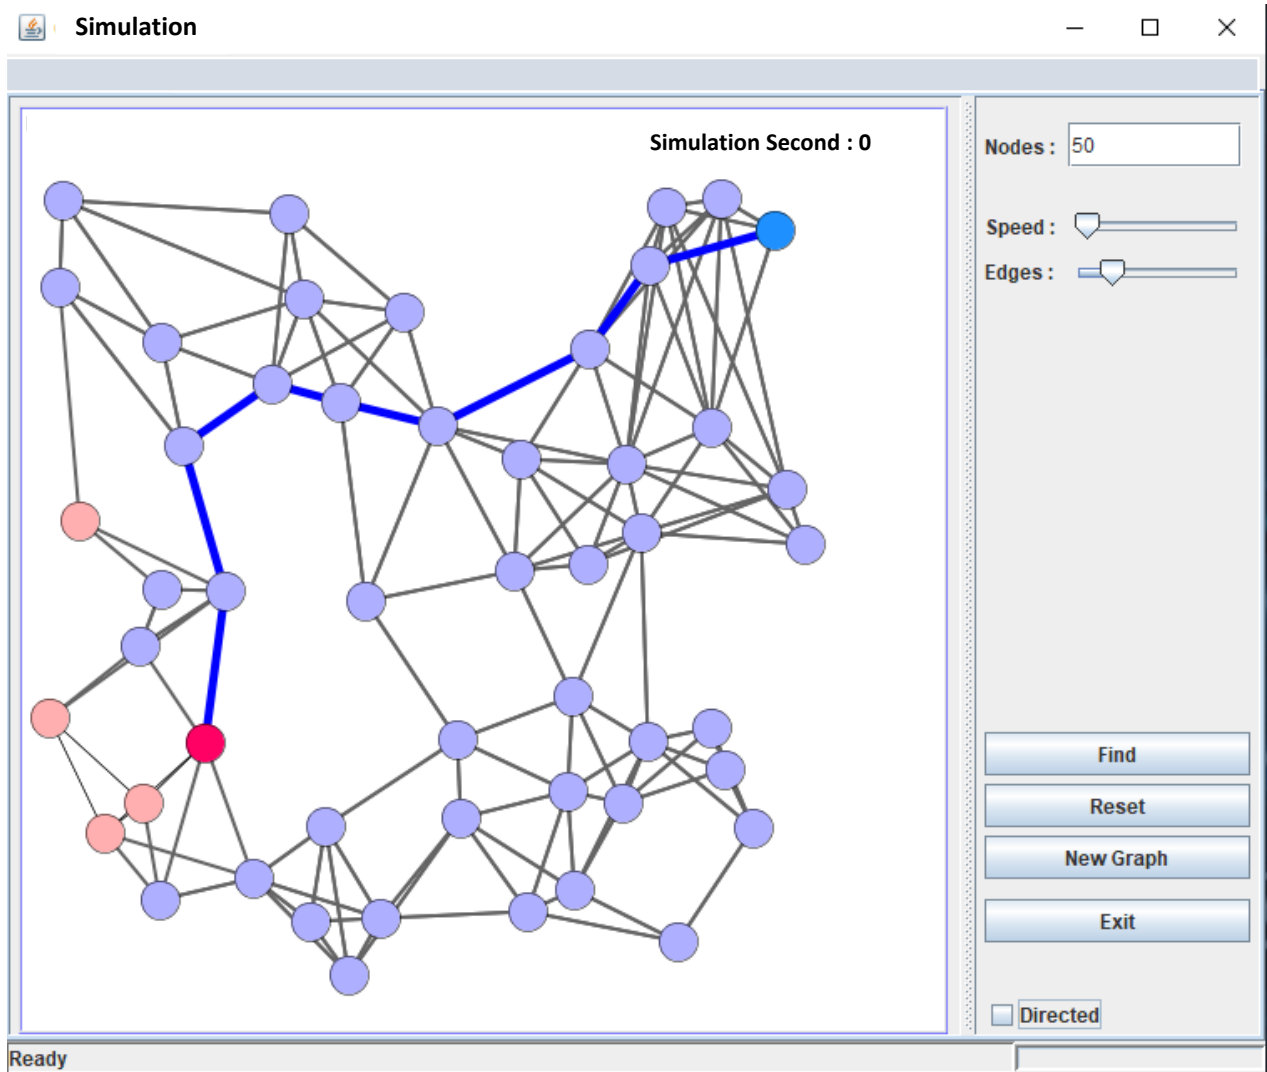 Simulation
Simulation Second : 0
Nodes : 50
Speed :
Edges :
Find
Reset
New Graph
Exit
Directed
Ready